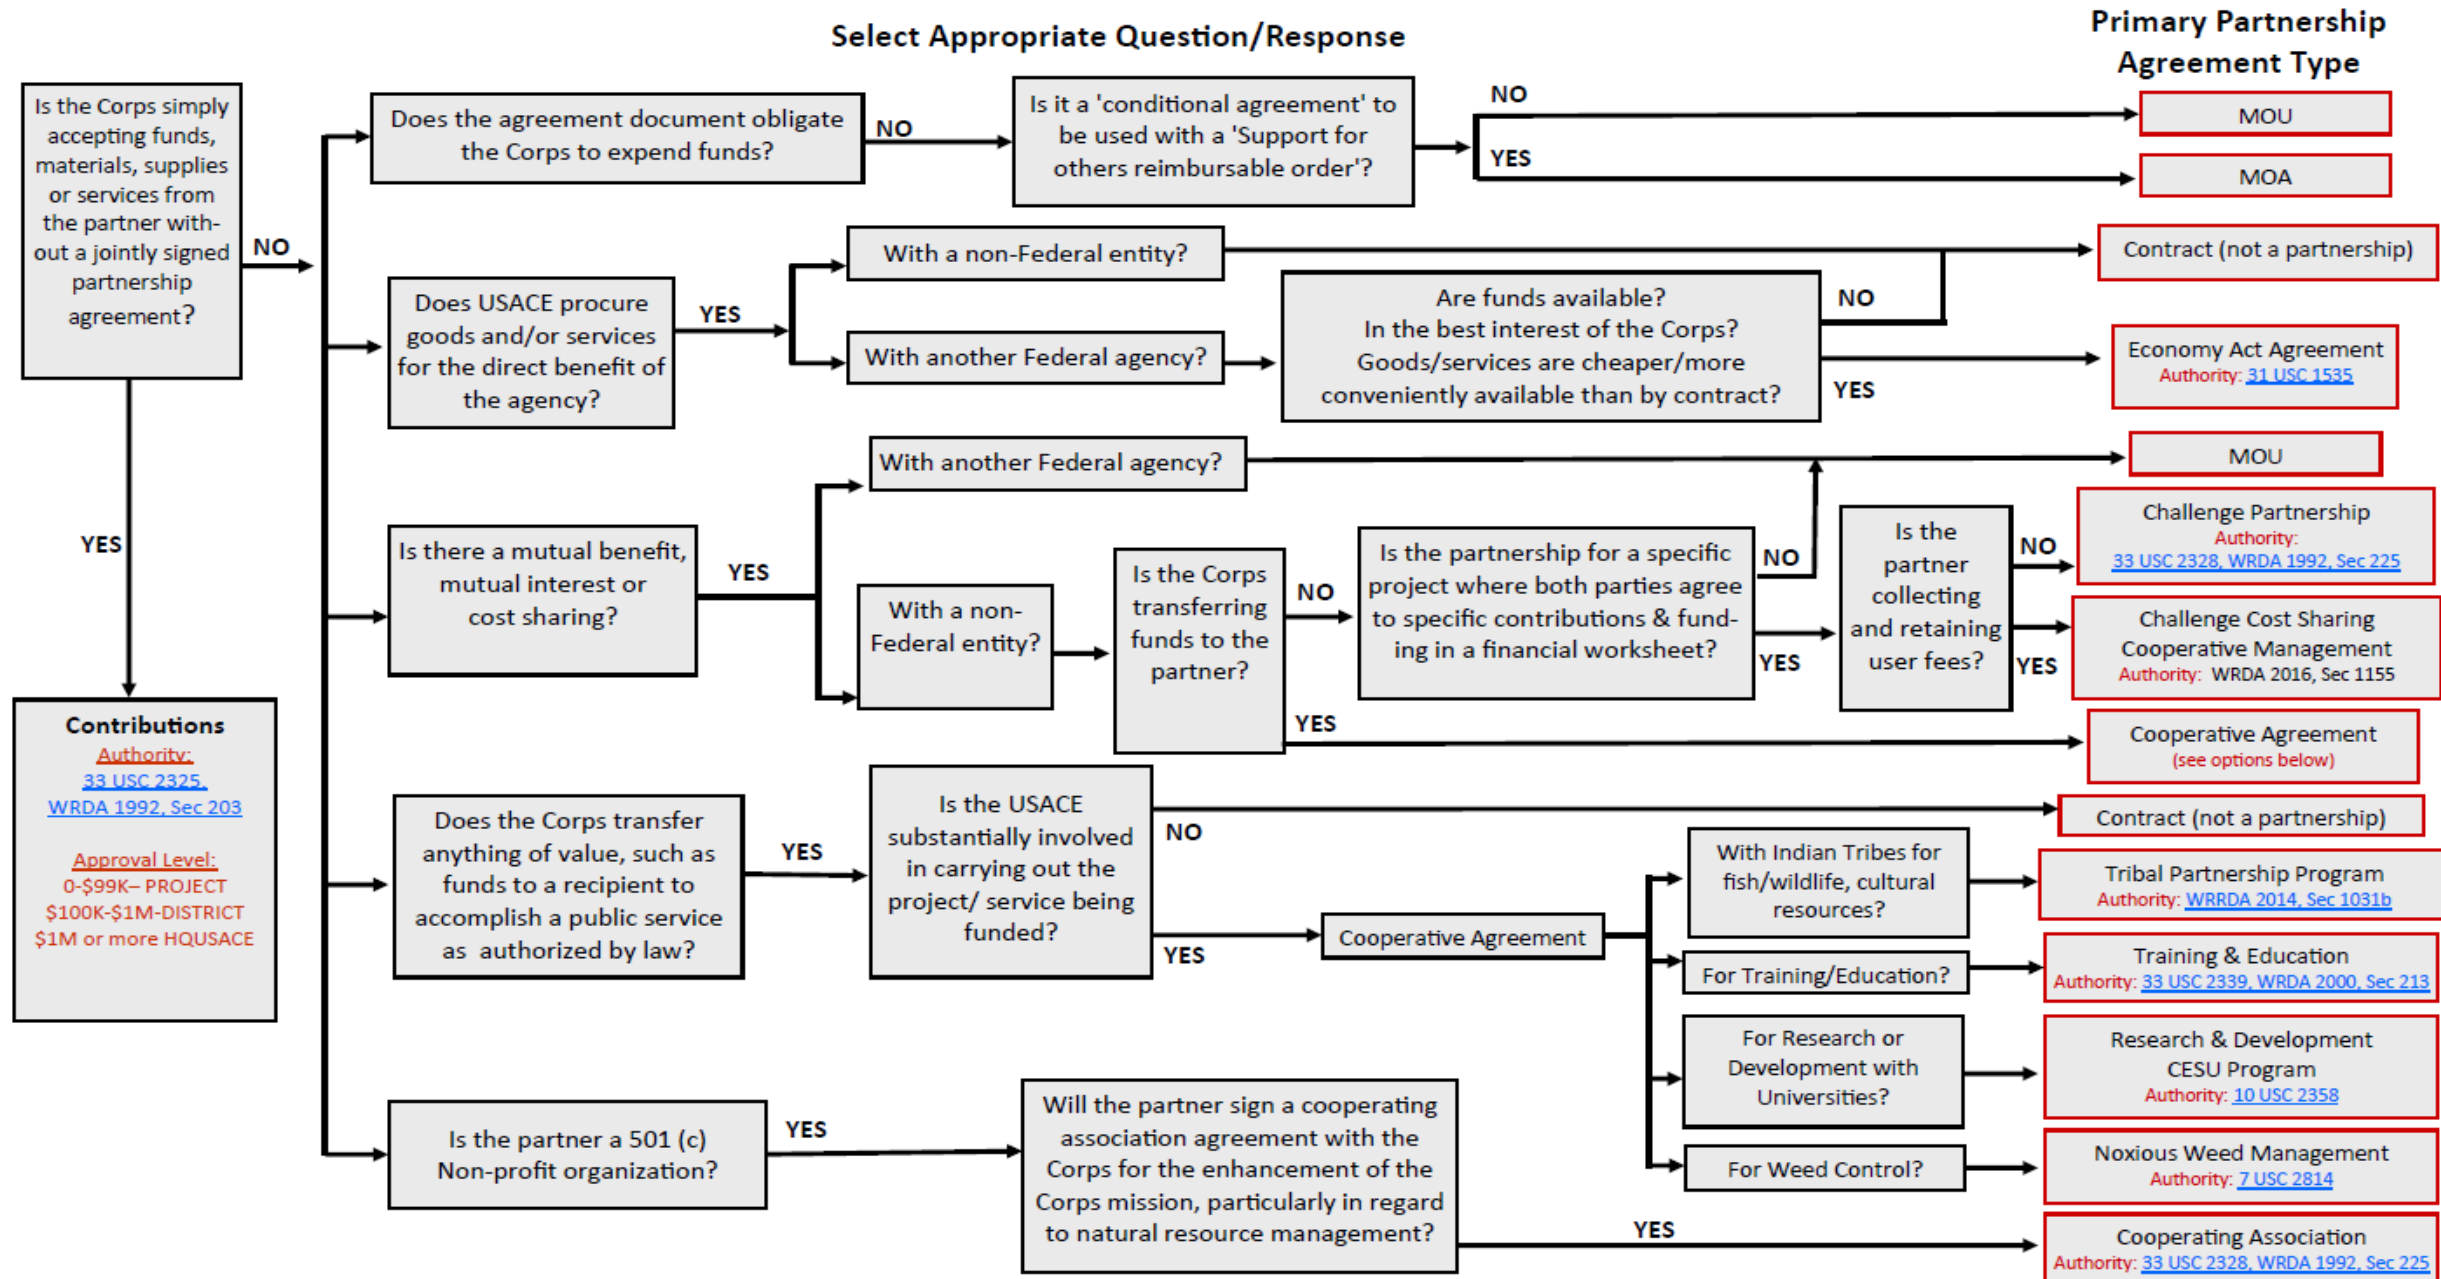 Select Appropriate Question/Response
Primary Partnership
Agreement Type
Is the Corps simply
accepting funds,
materials, supplies
or services from
the partner with-
out a jointly signed
partnership
agreement?
NO
YES
Contributions
Authority:
33 USC 2325,
WRDA 1992, Sec 203
Approval Level:
0-$99K– PROJECT
$100K-$1M-DISTRICT
$1M or more HQUSACE
Does the agreement document obligate
the Corps to expend funds?
NO
Is it a 'conditional agreement' to
be used with a 'Support for
others reimbursable order'?
NO
YES
MOU
MOA
Does USACE procure
goods and/or services
for the direct benefit of
the agency?
YES
With a non-Federal entity?
With another Federal agency?
Are funds available?
In the best interest of the Corps?
Goods/services are cheaper/more
conveniently available than by contract?
NO
YES
Contract (not a partnership)
Economy Act Agreement
Authority: 31 USC 1535
Is there a mutual benefit,
mutual interest or
cost sharing?
YES
With another Federal agency?
MOU
With a non-
Federal entity?
Is the Corps
transferring
funds to the
partner?
NO
YES
Is the partnership for a specific
project where both parties agree
to specific contributions & fund-
ing in a financial worksheet?
NO
YES
Is the
partner
collecting
and retaining
user fees?
NO
YES
Challenge Partnership
Authority:
33 USC 2328, WRDA 1992, Sec 225
Challenge Cost Sharing
Cooperative Management
Authority: WRDA 2016, Sec 1155
Cooperative Agreement
(see options below)
Does the Corps transfer
anything of value, such as
funds to a recipient to
accomplish a public service
as authorized by law?
YES
Is the USACE
substantially involved
in carrying out the
project/ service being
funded?
NO
YES
Contract (not a partnership)
Cooperative Agreement
With Indian Tribes for
fish/wildlife, cultural
resources?
Tribal Partnership Program
Authority: WRRDA 2014, Sec 1031b
For Training/Education?
Training & Education
Authority: 33 USC 2339, WRDA 2000, Sec 213
For Research or
Development with
Universities?
Research & Development
CESU Program
Authority: 10 USC 2358
For Weed Control?
Noxious Weed Management
Authority: 7 USC 2814
Is the partner a 501 (c)
Non-profit organization?
YES
Will the partner sign a cooperating
association agreement with the
Corps for the enhancement of the
Corps mission, particularly in regard
to natural resource management?
YES
Cooperating Association
Authority: 33 USC 2328, WRDA 1992, Sec 225